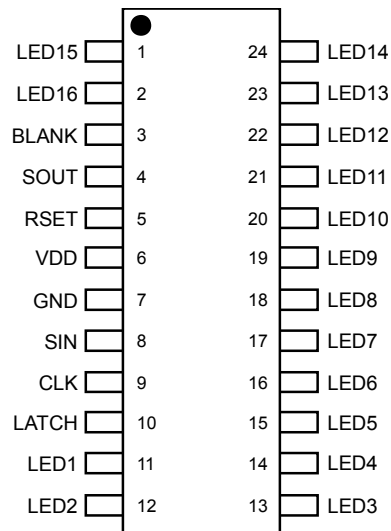 LED15 1 24 LED14
LED16 2 23 LED13
BLANK 3 22 LED12
SOUT 4 21 LED11
RSET 5 20 LED10
VDD 6 19 LED9
GND 7 18 LED8
SIN 8 17 LED7
CLK 9 16 LED6
LATCH 10 15 LED5
LED1 11 14 LED4
LED2 12 13 LED3